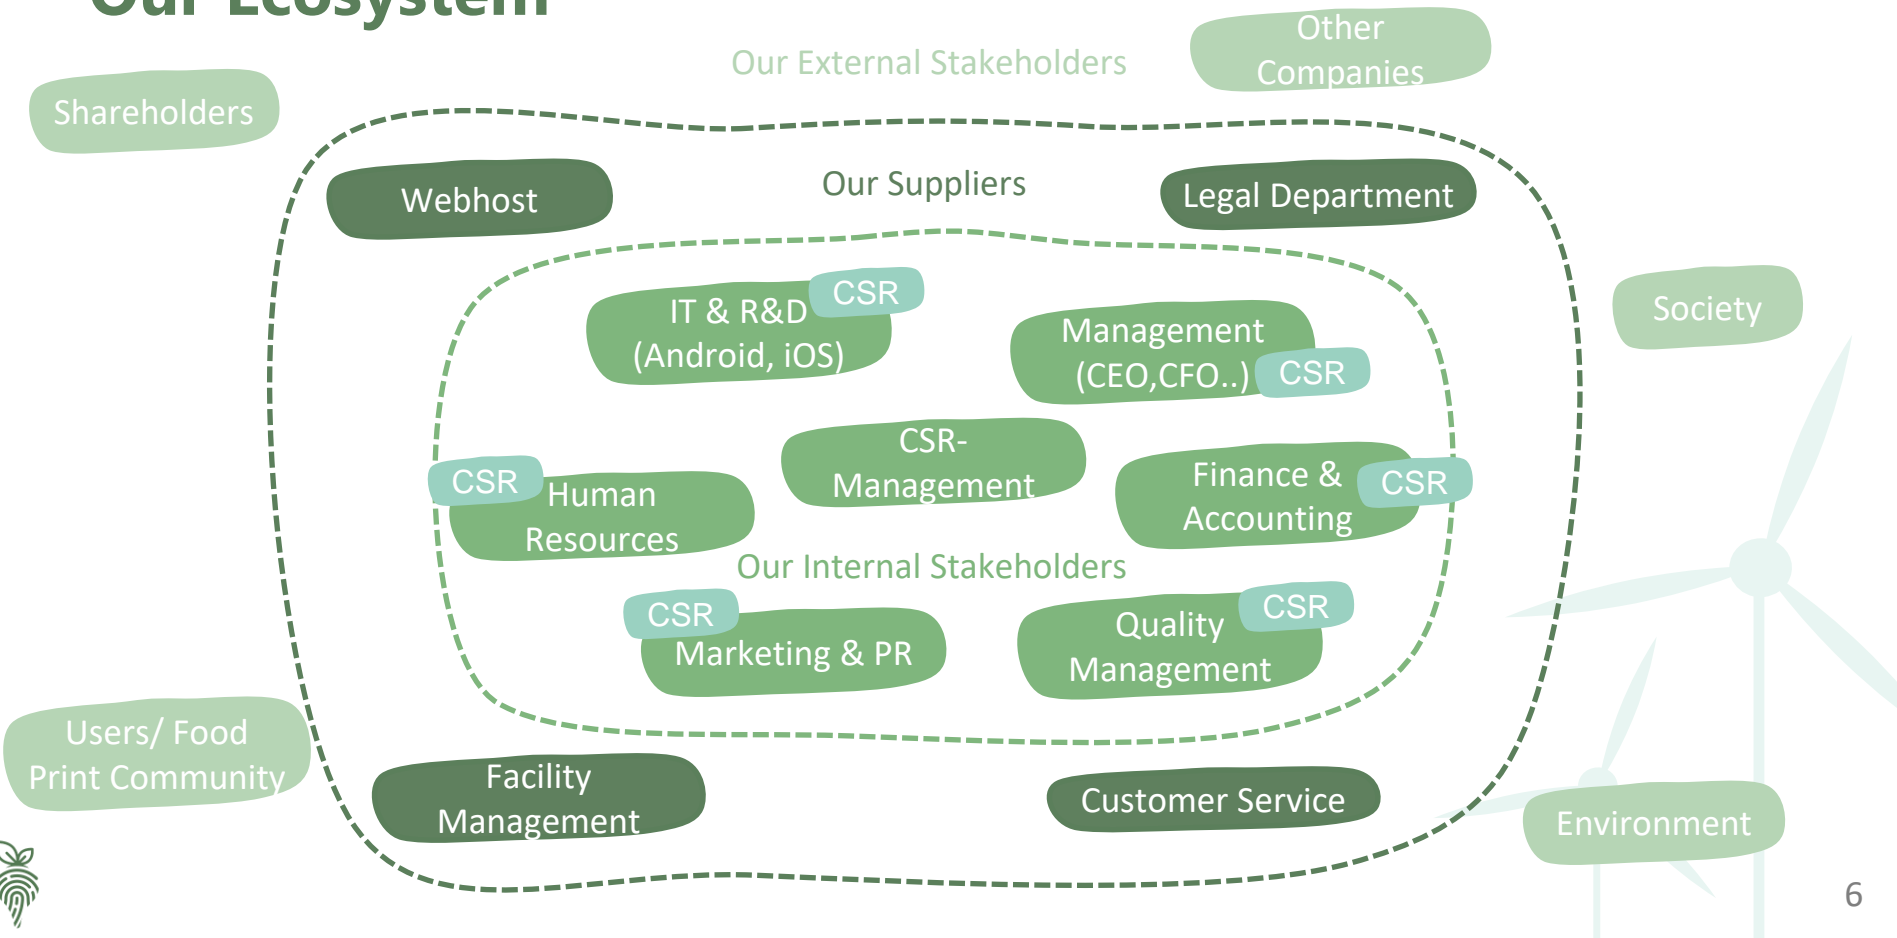 Our Ecosystem
Our External Stakeholders
Other
Companies
Shareholders
Our Suppliers
Webhost
Legal Department
IT & R&D
(Android, iOS)
CSR
Management
(CEO,CFO..)
CSR
Society
CSR-
Management
CSR
Human
Resources
Finance &
Accounting
CSR
Our Internal Stakeholders
CSR
Marketing & PR
Quality
Management
CSR
Users/ Food
Print Community
Facility
Management
Customer Service
Environment
6